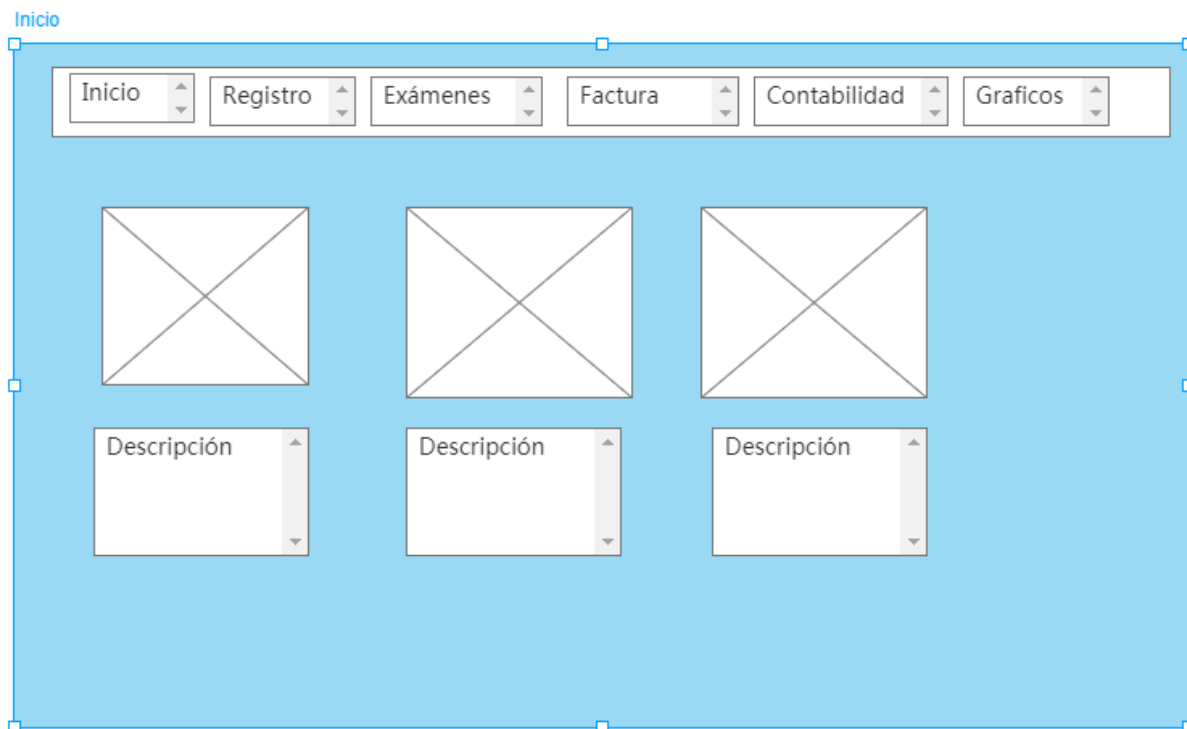 Inicio
Inicio Registro Exámenes Factura Contabilidad Graficos
Descripción Descripción Descripción